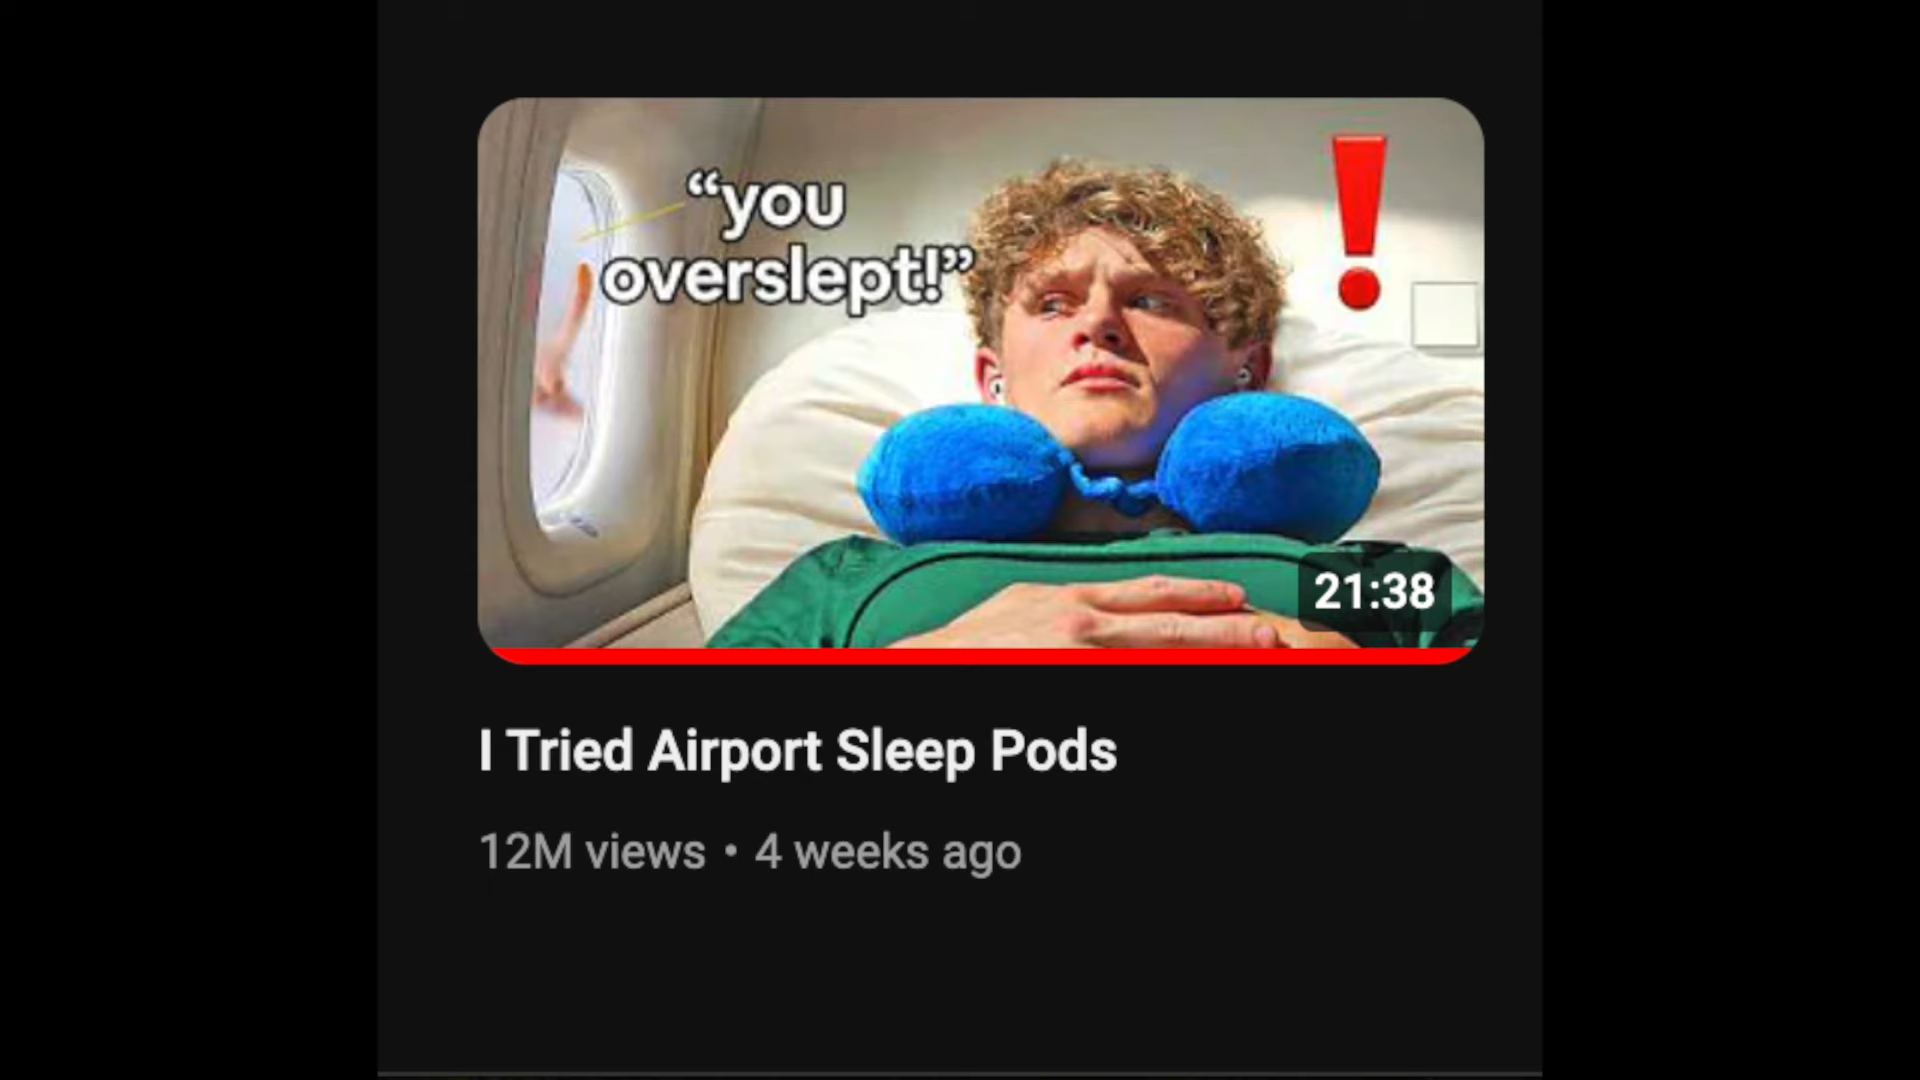 “you
overslept!”
21:38
I Tried Airport Sleep Pods
12M views • 4 weeks ago